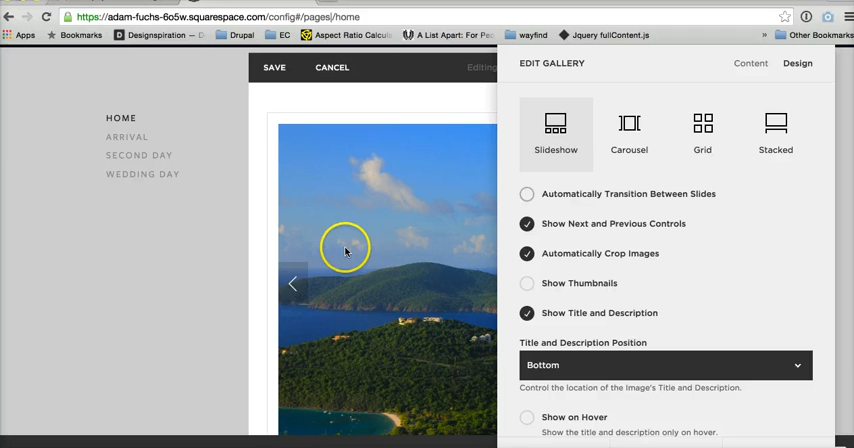 https://adam-fuchs-6o5w.squarespace.com/config#/pages|/home
Apps Bookmarks Designspiration — D Drupal EC Aspect Ratio Calcula A List Apart: For Peo wayfind Jquery fullContent.js » Other Bookmarks
SAVE CANCEL Editing
EDIT GALLERY Content Design
HOME
ARRIVAL
SECOND DAY
WEDDING DAY
Slideshow Carousel Grid Stacked
Automatically Transition Between Slides
Show Next and Previous Controls
Automatically Crop Images
Show Thumbnails
Show Title and Description
Title and Description Position
Bottom
Control the location of the Image's Title and Description.
Show on Hover
Show the title and description only on hover.